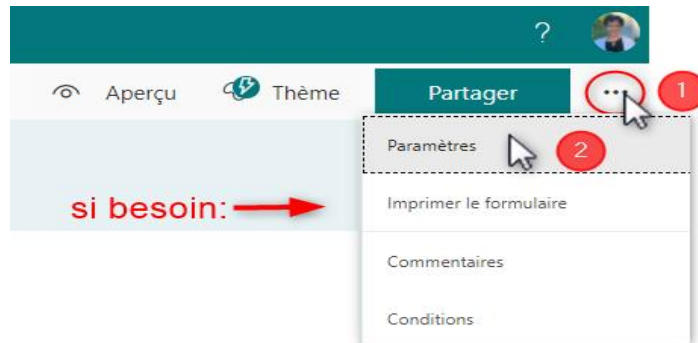 ?
Aperçu Thème Partager ... 1
Paramètres 2
si besoin: Imprimer le formulaire
Commentaires
Conditions